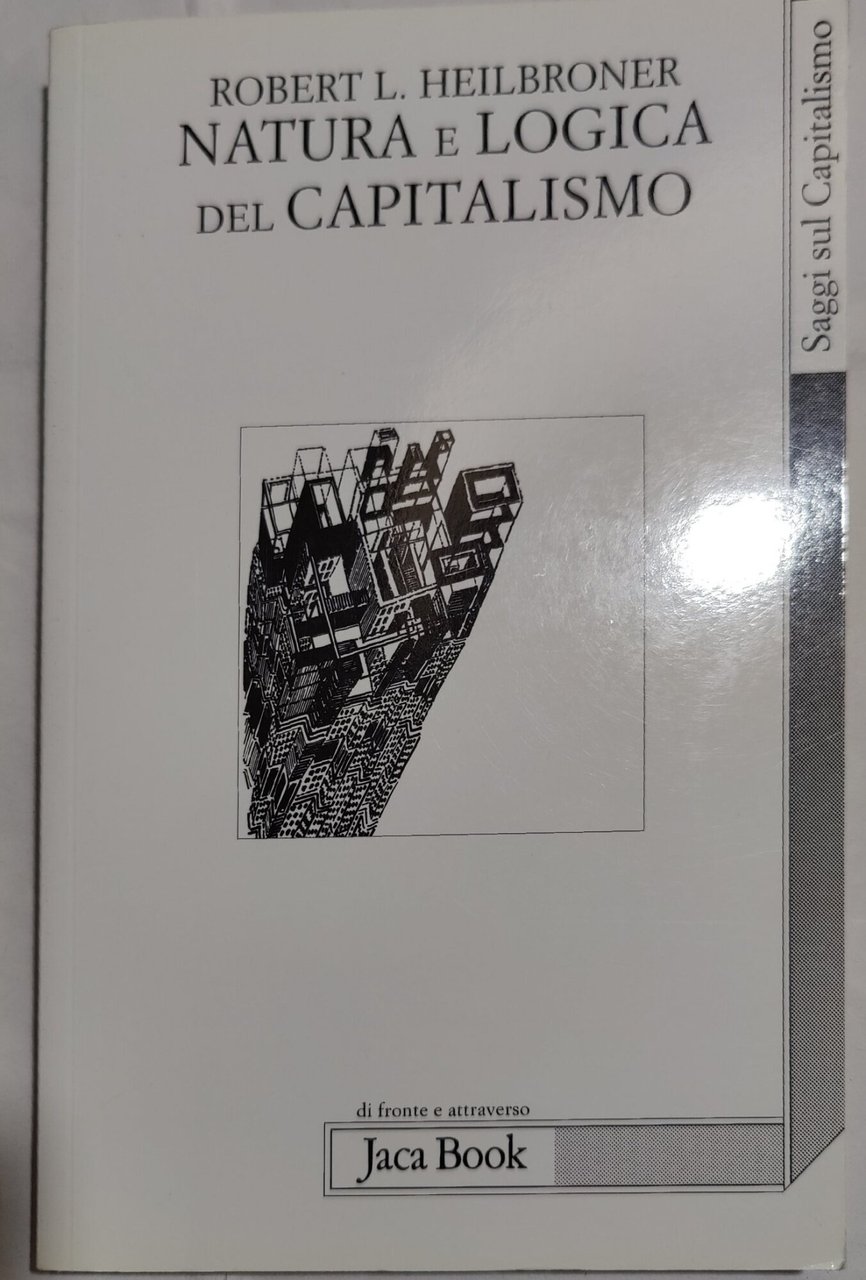 ROBERT L. HEILBRONER
NATURA E LOGICA
DEL CAPITALISMO
Saggi sul Capitalismo
di fronte e attraverso
Jaca Book